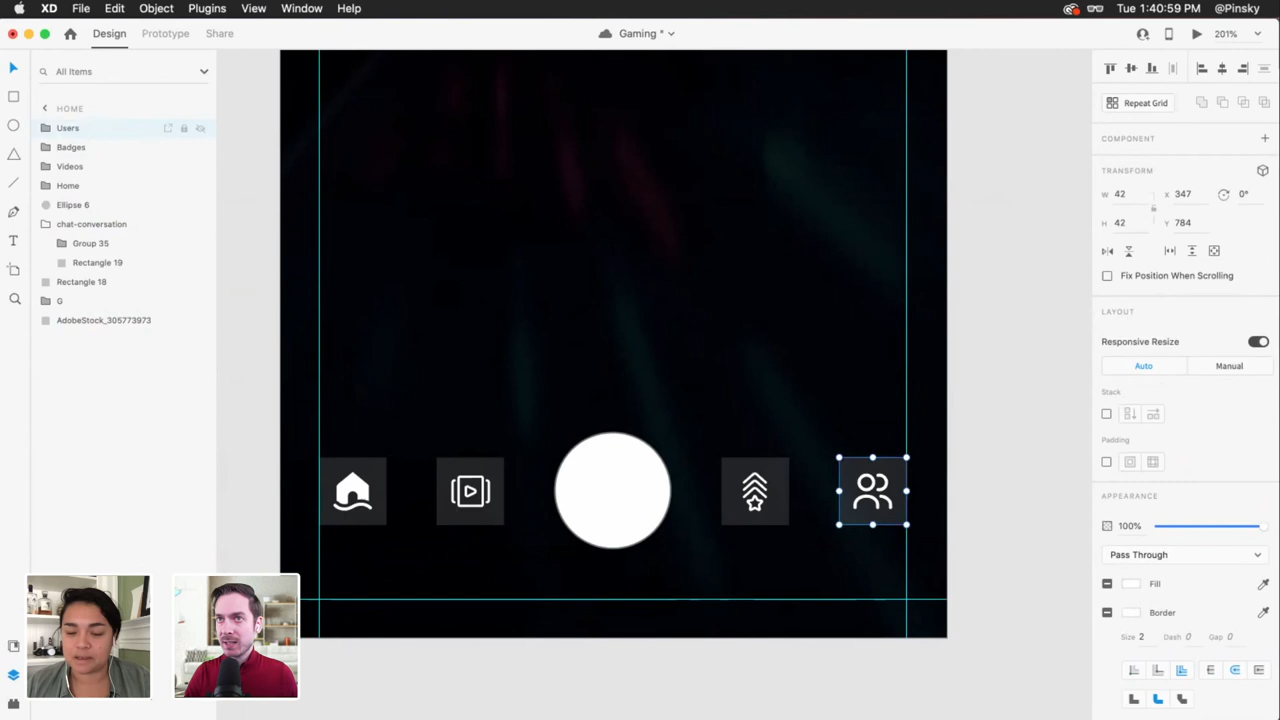 XD File Edit Object Plugins View Window Help Tue 1:40:59 PM @Pinsky
Design Prototype Share Gaming * 201%
All Items
Repeat Grid
HOME
Users
Badges
Videos
Home
Ellipse 6
chat-conversation
Group 35
Rectangle 19
Rectangle 18
G
AdobeStock_305773973
COMPONENT
TRANSFORM
W 42 X 347 0°
H 42 Y 784
Fix Position When Scrolling
LAYOUT
Responsive Resize
Auto Manual
Stack
Padding
APPEARANCE
100%
Pass Through
Fill
Border
Size 2 Dash 0 Gap 0